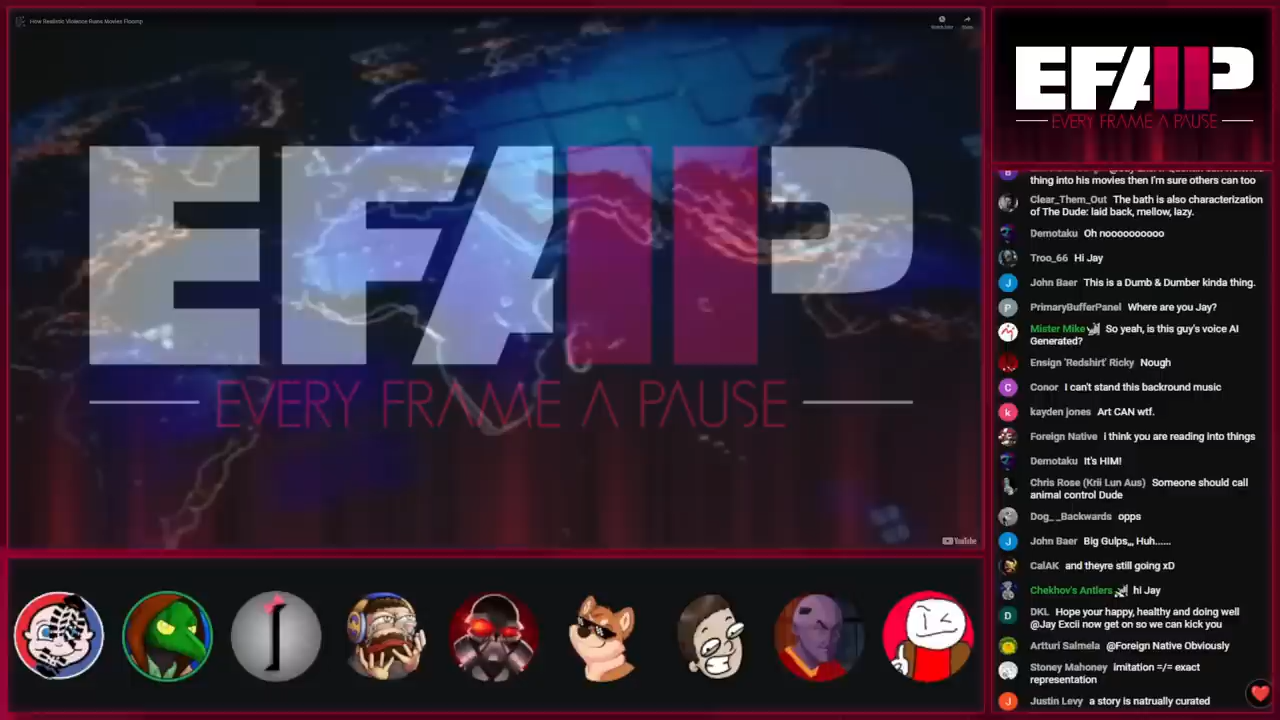 How Realistic Violence Ruins Movies Floomp
Watch later
Share
EFAP
EVERY FRAME A PAUSE
YouTube
EFAP
EVERY FRAME A PAUSE
thing into his movies then I'm sure others can too
Clear_Them_Out The bath is also characterization
of The Dude: laid back, mellow, lazy.
Demotaku Oh noooooooooo
Troo_66 Hi Jay
John Baer This is a Dumb & Dumber kinda thing.
PrimaryBufferPanel Where are you Jay?
Mister Mike So yeah, is this guy's voice AI
Generated?
Ensign 'Redshirt' Ricky Nough
Conor I can't stand this backround music
kayden jones Art CAN wtf.
Foreign Native i think you are reading into things
Demotaku It's HIM!
Chris Rose (Krii Lun Aus) Someone should call
animal control Dude
Dog_ _Backwards opps
John Baer Big Gulps,,, Huh......
CalAK and theyre still going xD
Chekhov's Antlers hi Jay
DKL Hope your happy, healthy and doing well
@Jay Excii now get on so we can kick you
Artturi Salmela @Foreign Native Obviously
Stoney Mahoney imitation =/= exact
representation
Justin Levy a story is natrually curated